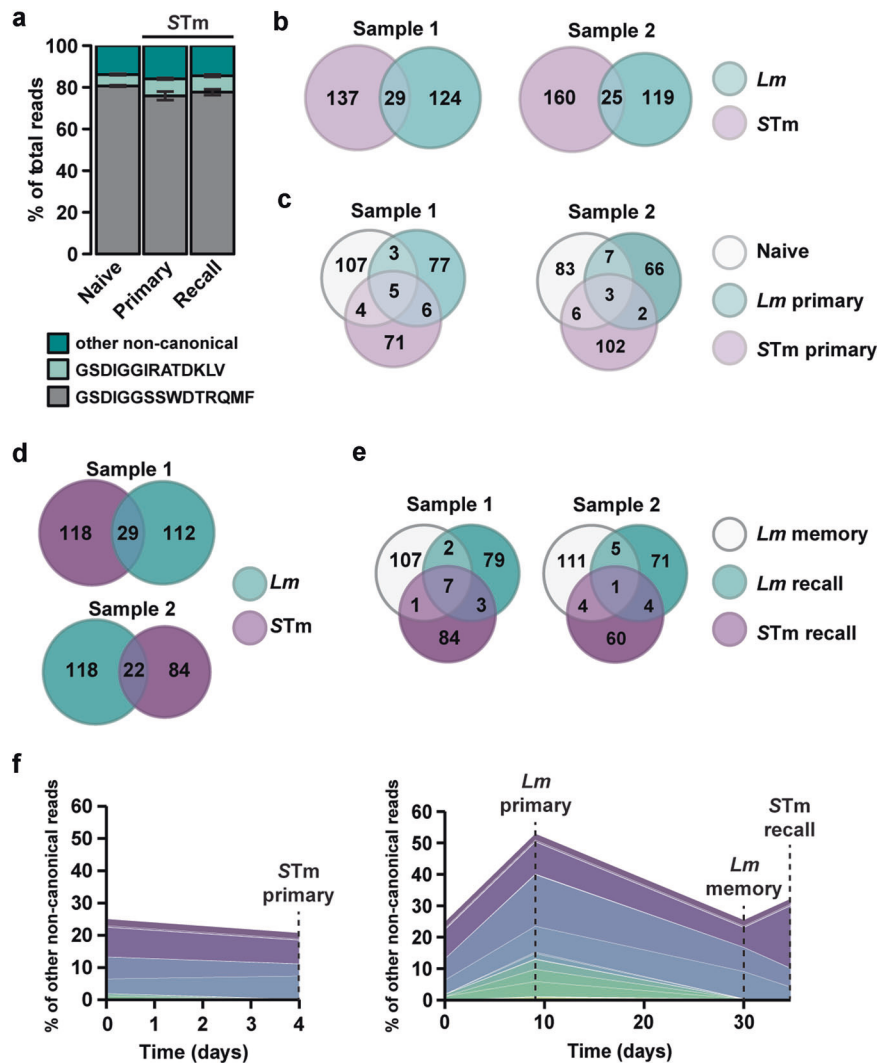 a
STm
% of total reads
100
80
60
40
20
0
Naive
Primary
Recall
other non-canonical
GSDIGGIRATDKLV
GSDIGGSSWDTRQMF
b
Sample 1
137
29
124
Sample 2
160
25
119
Lm
STm
c
Sample 1
107
3
77
5
4
6
71
Sample 2
83
7
66
3
6
2
102
Naive
Lm primary
STm primary
d
Sample 1
118
29
112
Sample 2
118
22
84
Lm
STm
e
Sample 1
107
2
79
7
1
3
84
Sample 2
111
5
71
1
4
4
60
Lm memory
Lm recall
STm recall
f
% of other non-canonical reads
60
50
40
30
20
10
0
STm
primary
0
1
2
3
4
Time (days)
% of other non-canonical reads
60
50
40
30
20
10
0
Lm
primary
Lm
memory
STm
recall
0
10
20
30
Time (days)